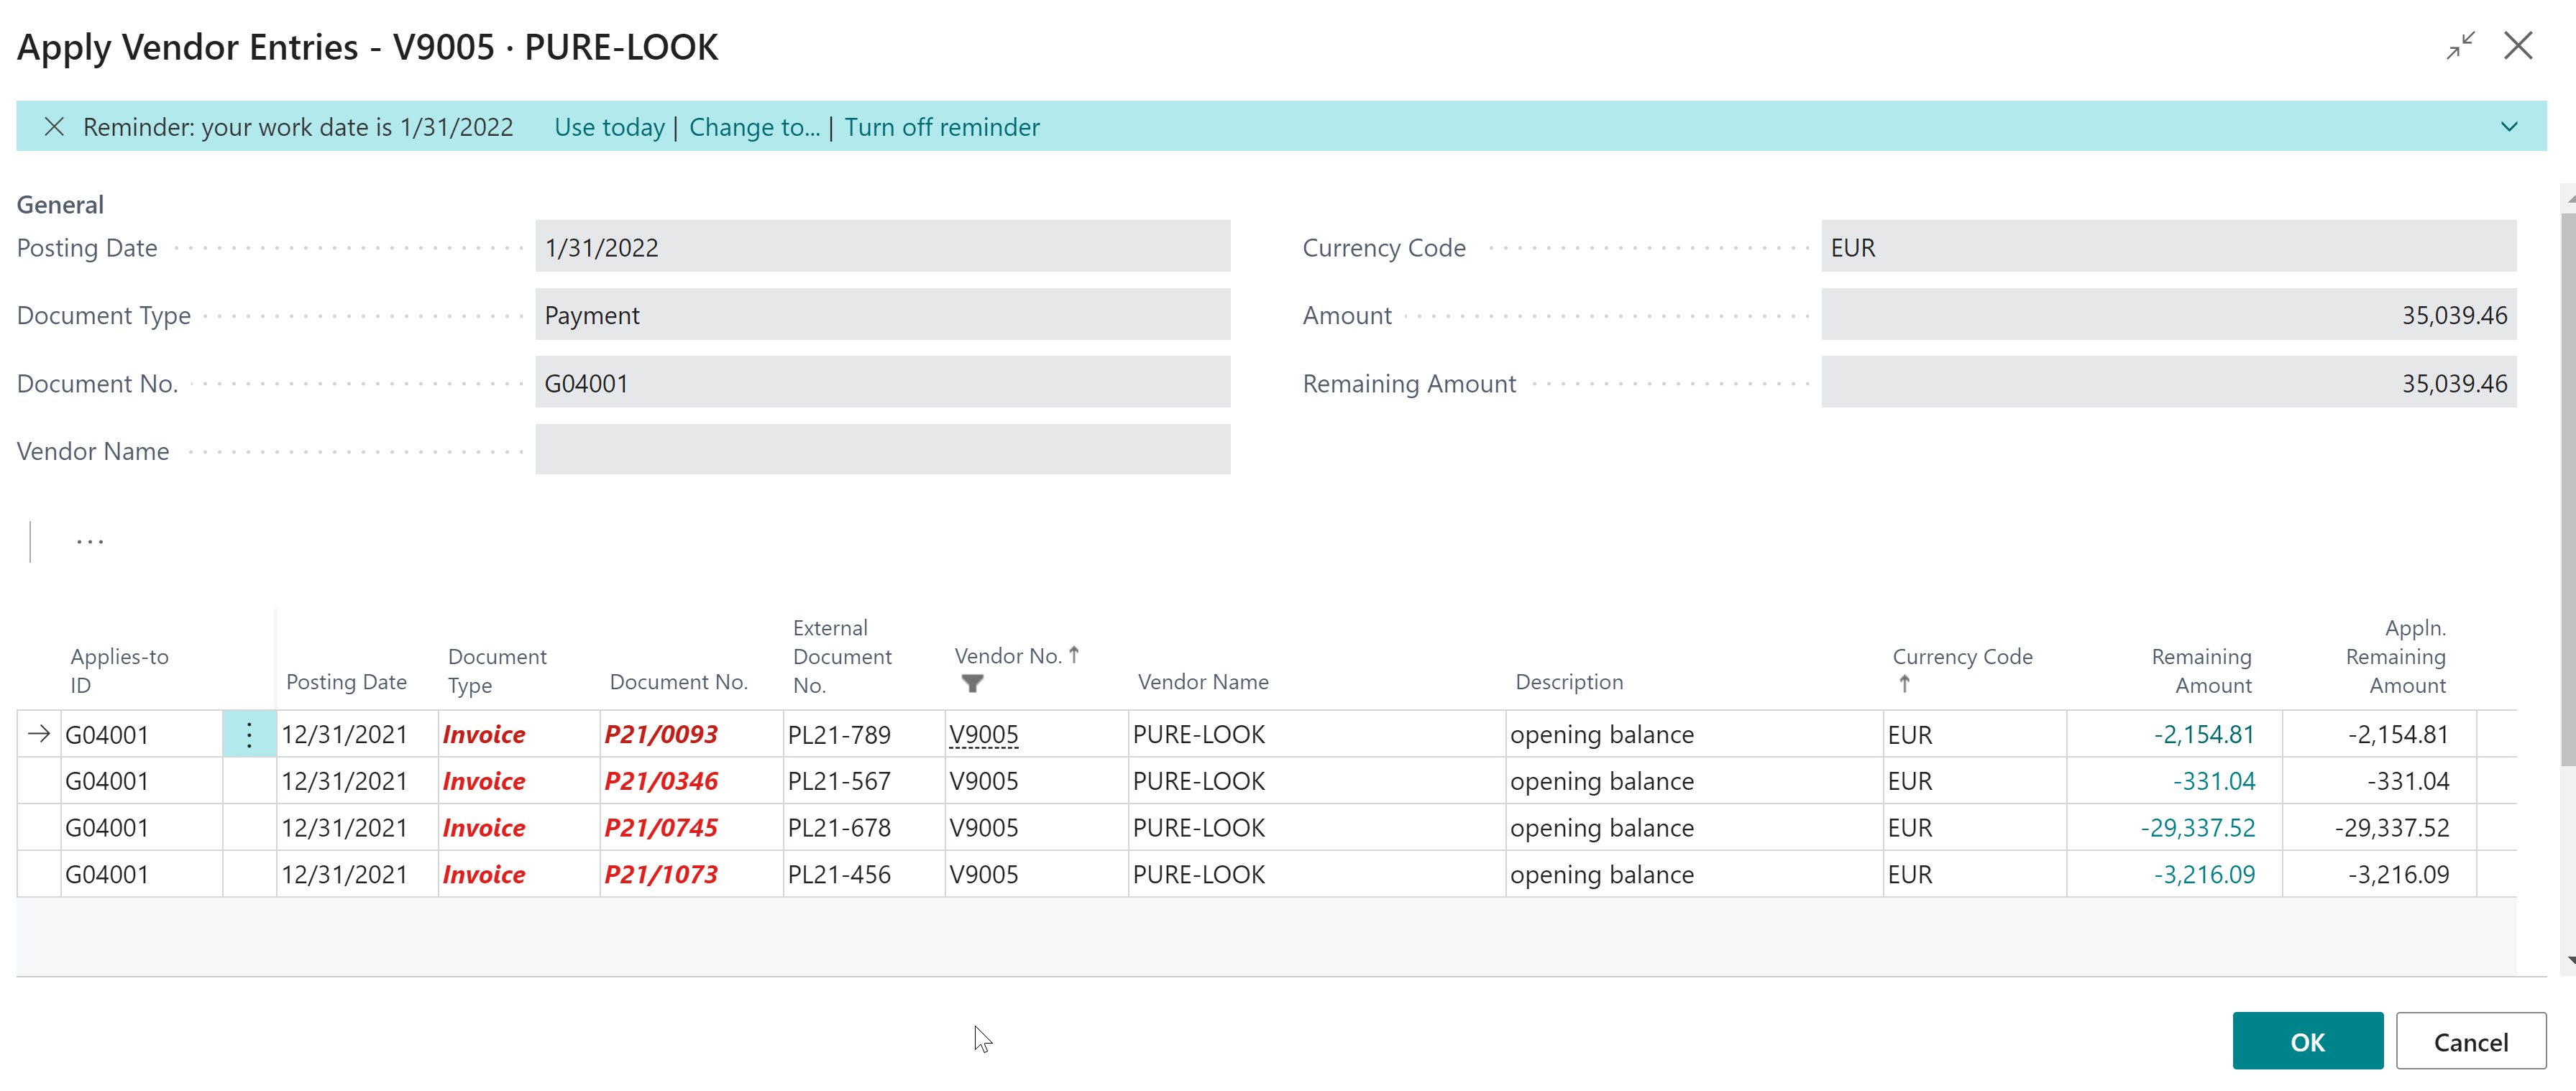 Apply Vendor Entries - V9005 · PURE-LOOK
Reminder: your work date is 1/31/2022 Use today | Change to... | Turn off reminder
General
Posting Date 1/31/2022 Currency Code EUR
Document Type Payment Amount 35,039.46
Document No. G04001 Remaining Amount 35,039.46
Vendor Name
...
Applies-to ID Posting Date Document Type Document No. External Document No. Vendor No. ↑ Vendor Name Description Currency Code ↑ Remaining Amount Appln. Remaining Amount
G04001 12/31/2021 Invoice P21/0093 PL21-789 V9005 PURE-LOOK opening balance EUR -2,154.81 -2,154.81
G04001 12/31/2021 Invoice P21/0346 PL21-567 V9005 PURE-LOOK opening balance EUR -331.04 -331.04
G04001 12/31/2021 Invoice P21/0745 PL21-678 V9005 PURE-LOOK opening balance EUR -29,337.52 -29,337.52
G04001 12/31/2021 Invoice P21/1073 PL21-456 V9005 PURE-LOOK opening balance EUR -3,216.09 -3,216.09
OK Cancel